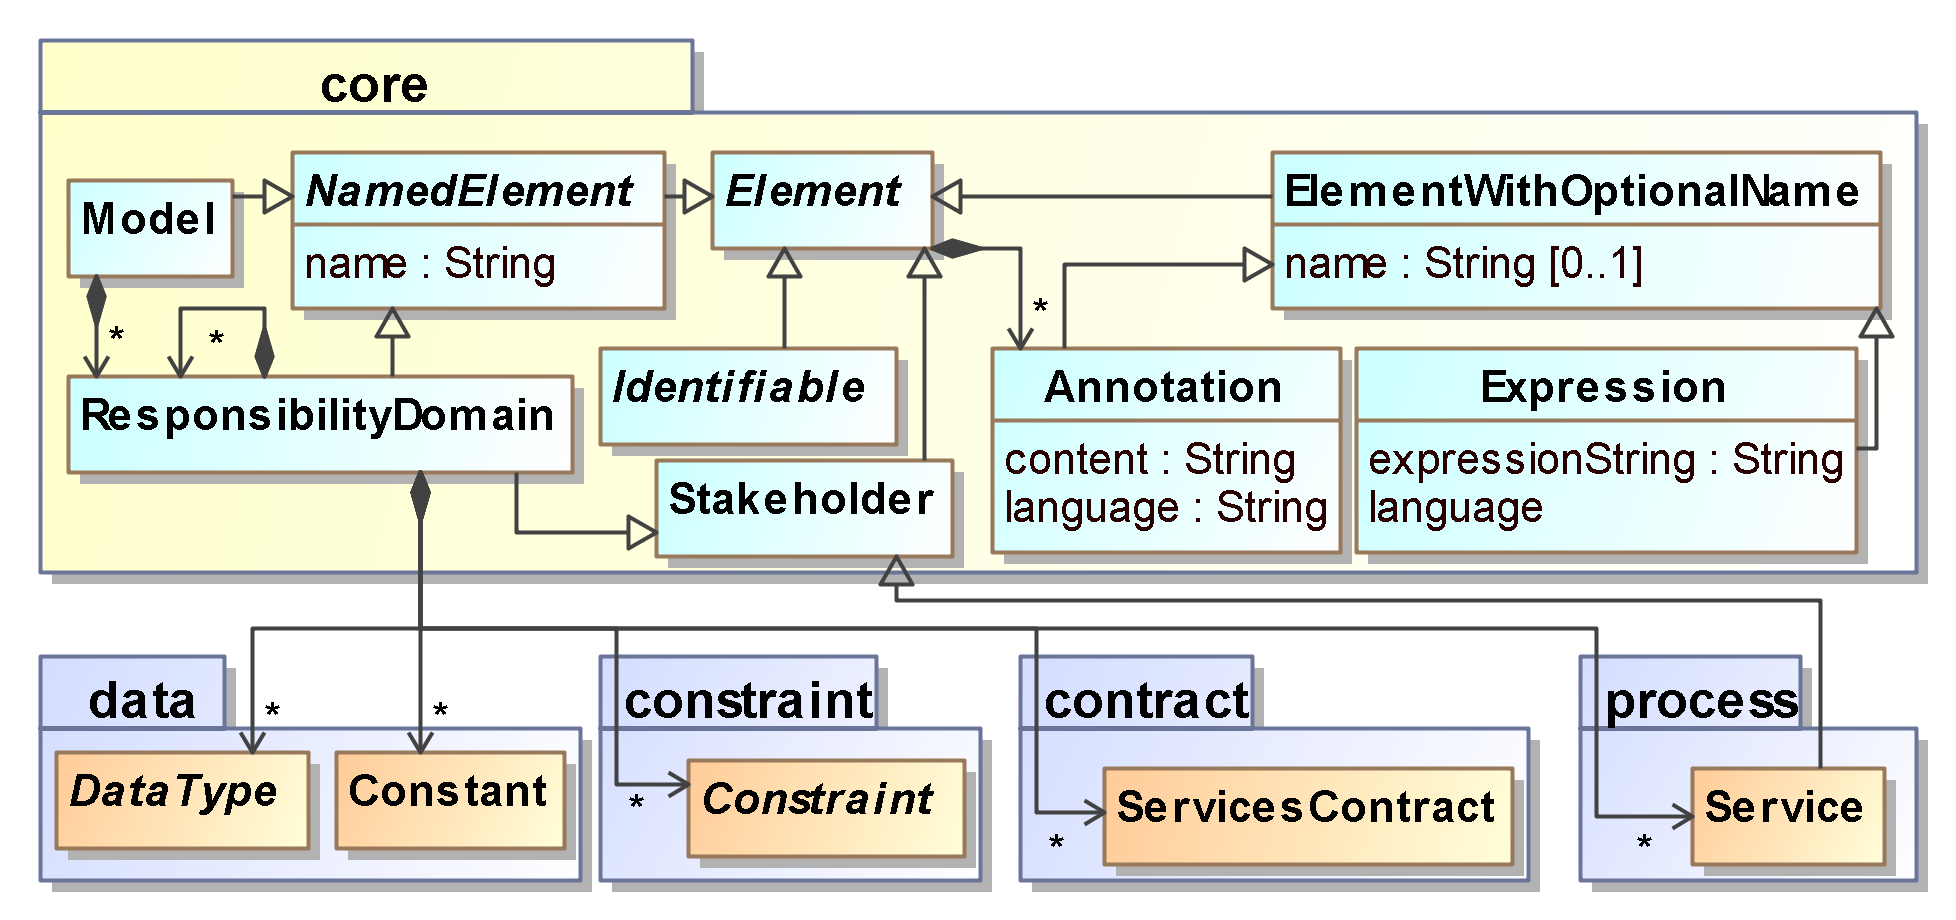 core
Model
NamedElement
name : String
Element
ElementWithOptionalName
name : String [0..1]
*
*
*
ResponsibilityDomain
Identifiable
Stakeholder
Annotation
content : String
language : String
Expression
expressionString : String
language
data
*
*
DataType
Constant
constraint
*
Constraint
contract
*
ServicesContract
process
*
Service